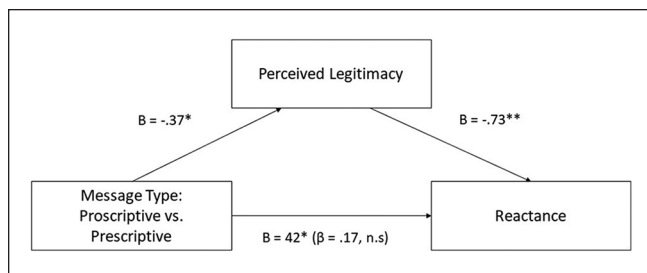 Perceived Legitimacy
B = -.37*
B = -.73**
Message Type:
Proscriptive vs.
Prescriptive
Reactance
B = 42* (β = .17, n.s)